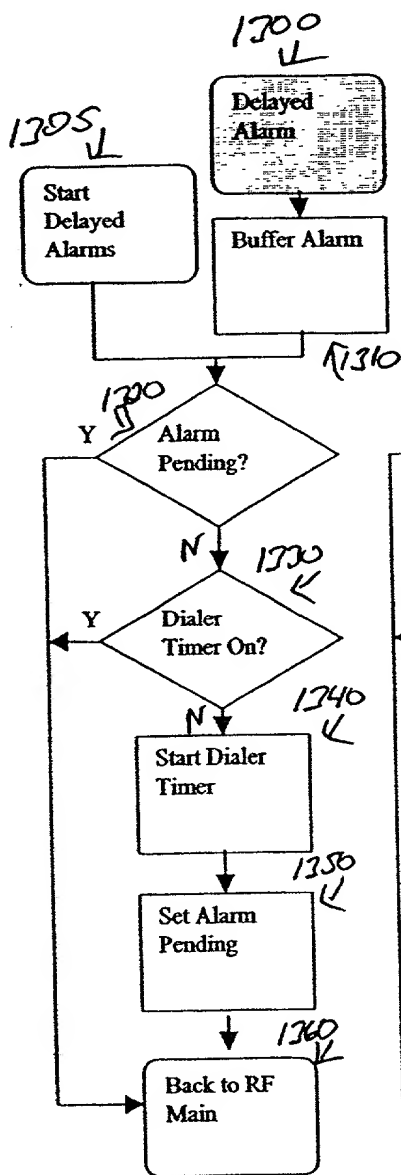 1300
1305
Delayed
Alarm
Start
Delayed
Alarms
Buffer Alarm
1310
Y
Alarm
Pending?
N
1330
Y
Dialer
Timer On?
1340
N
Start Dialer
Timer
1350
Set Alarm
Pending
1360
Back to RF
Main